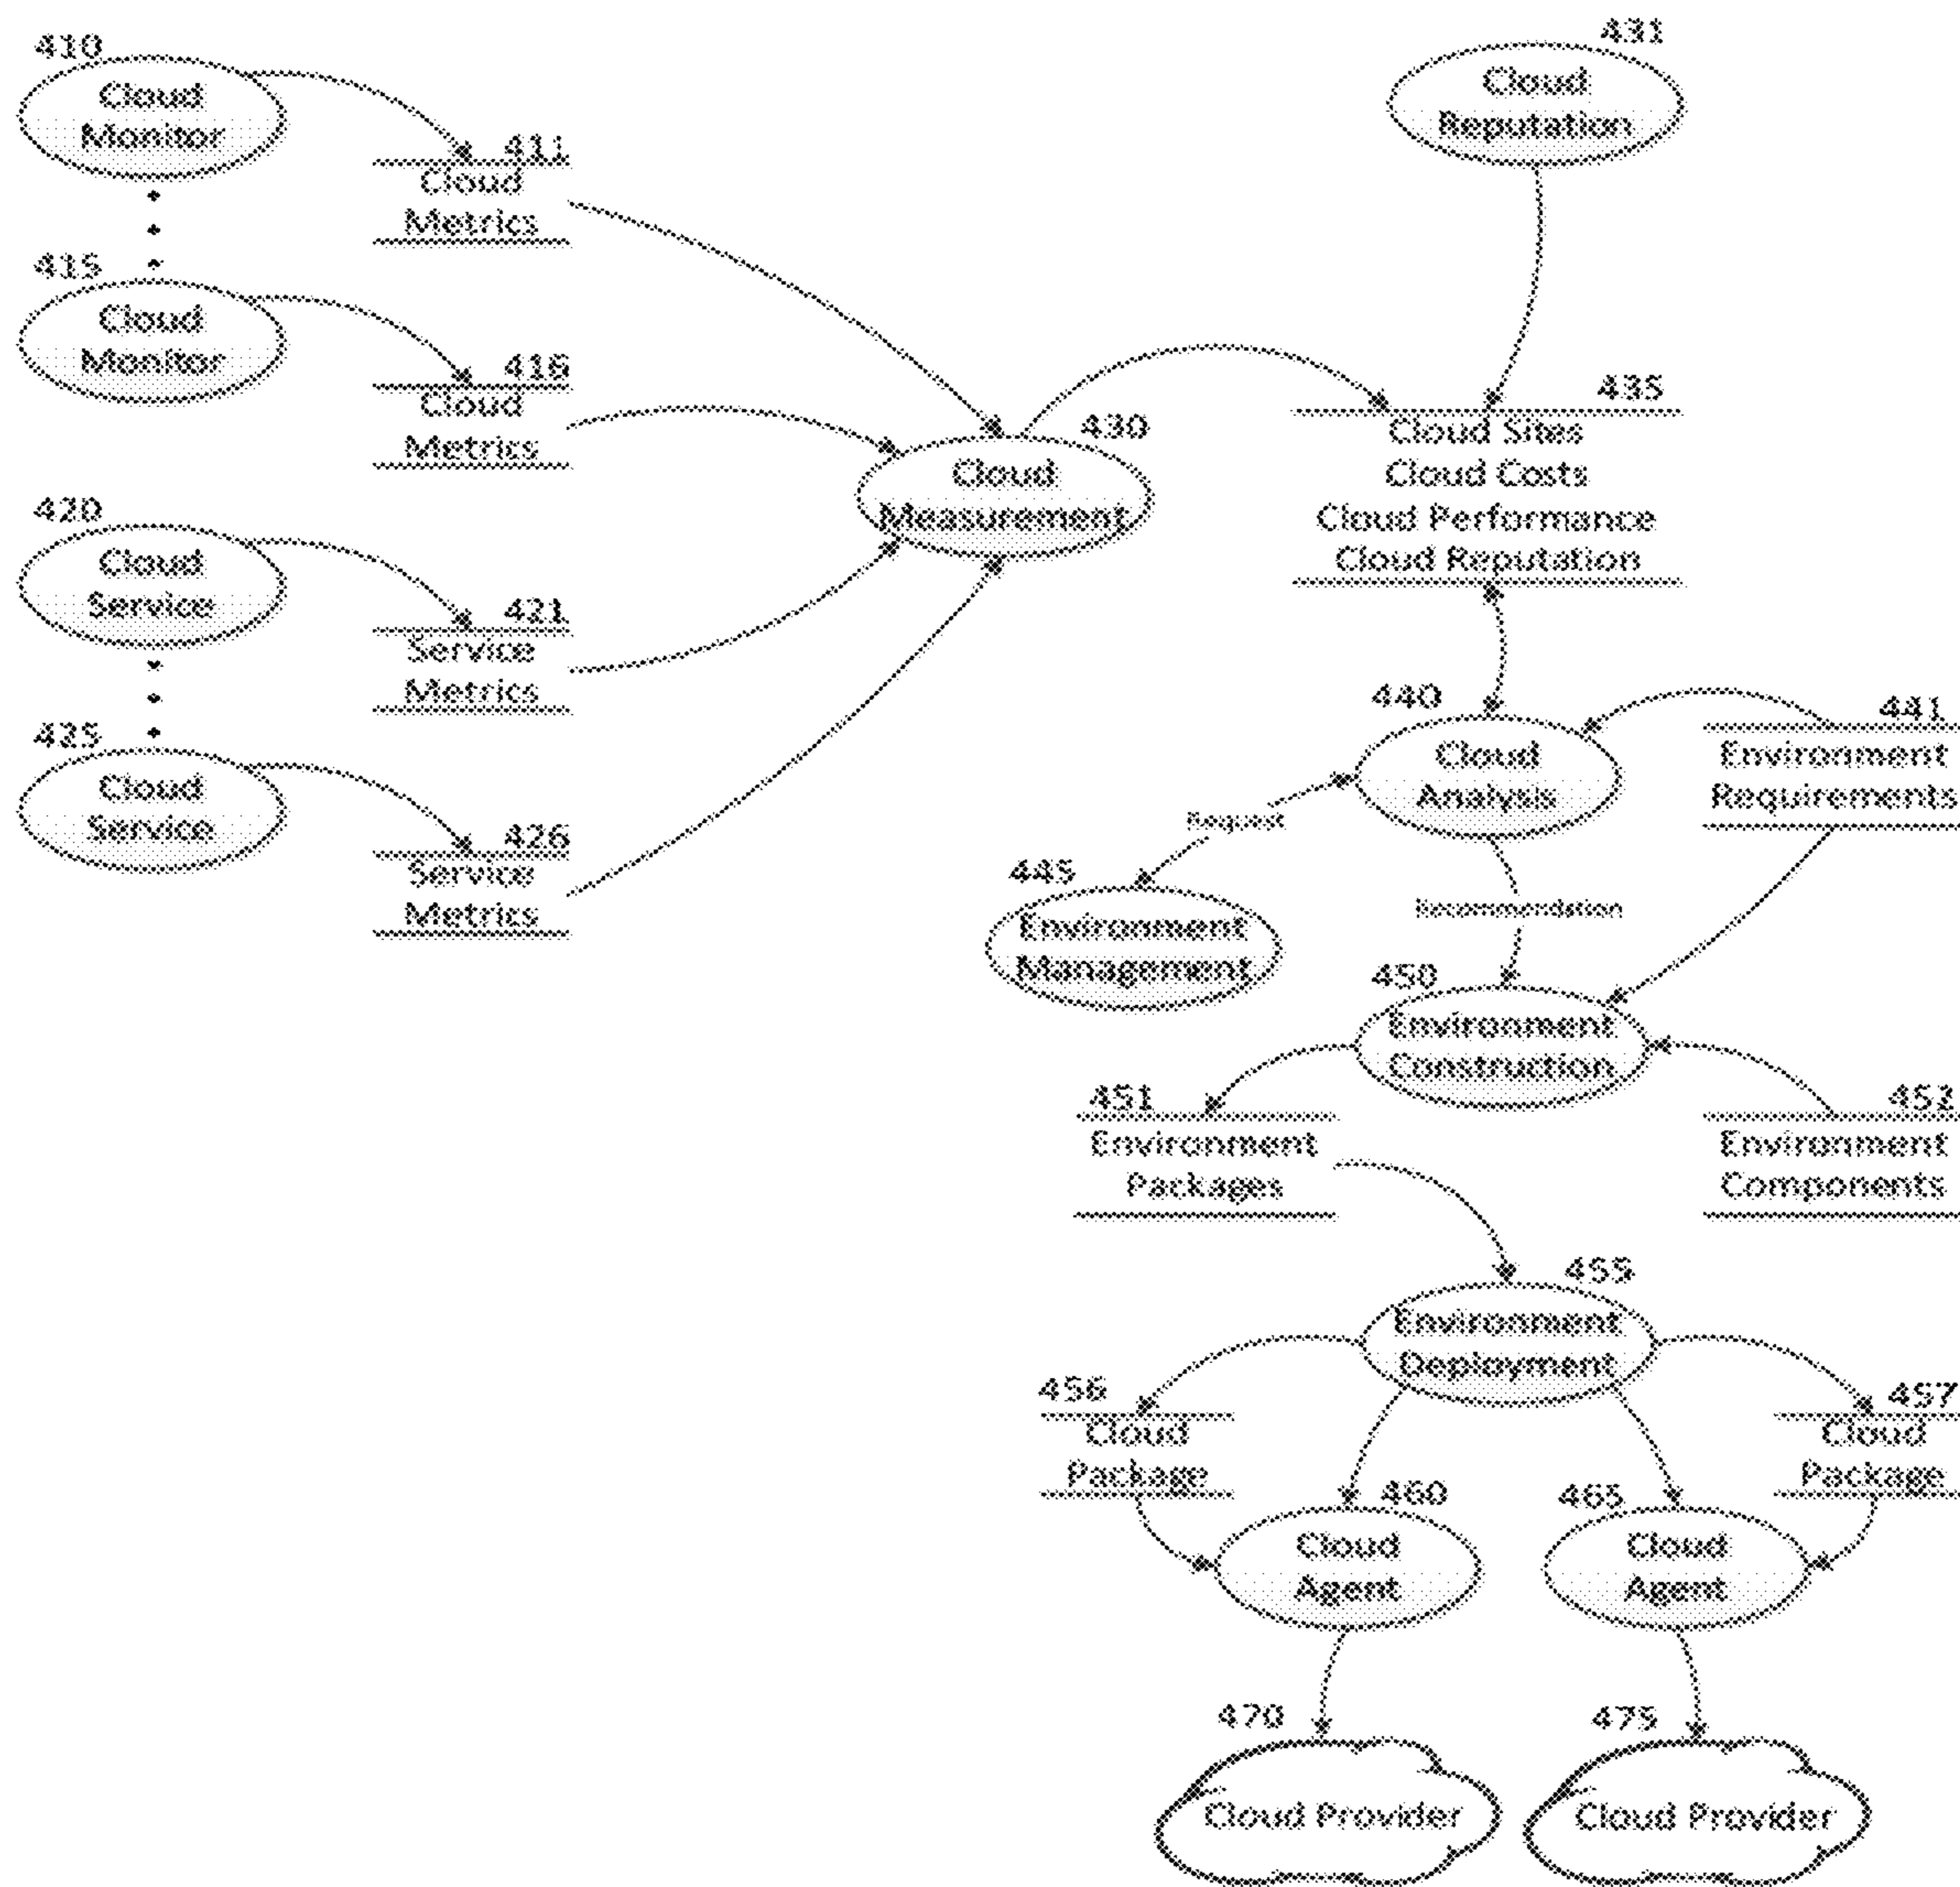 410
Cloud
Monitor
411
Cloud
Metrics
415
Cloud
Monitor
416
Cloud
Metrics
420
Cloud
Service
421
Service
Metrics
425
Cloud
Service
426
Service
Metrics
430
Cloud
Measurement
431
Cloud
Reputation
435
Cloud Sites
Cloud Costs
Cloud Performance
Cloud Reputation
440
Cloud
Analysis
441
Environment
Requirements
Request
445
Environment
Management
Recommendation
450
Environment
Construction
451
Environment
Packages
452
Environment
Components
455
Environment
Deployment
456
Cloud
Package
457
Cloud
Package
460
Cloud
Agent
465
Cloud
Agent
470
Cloud Provider
475
Cloud Provider